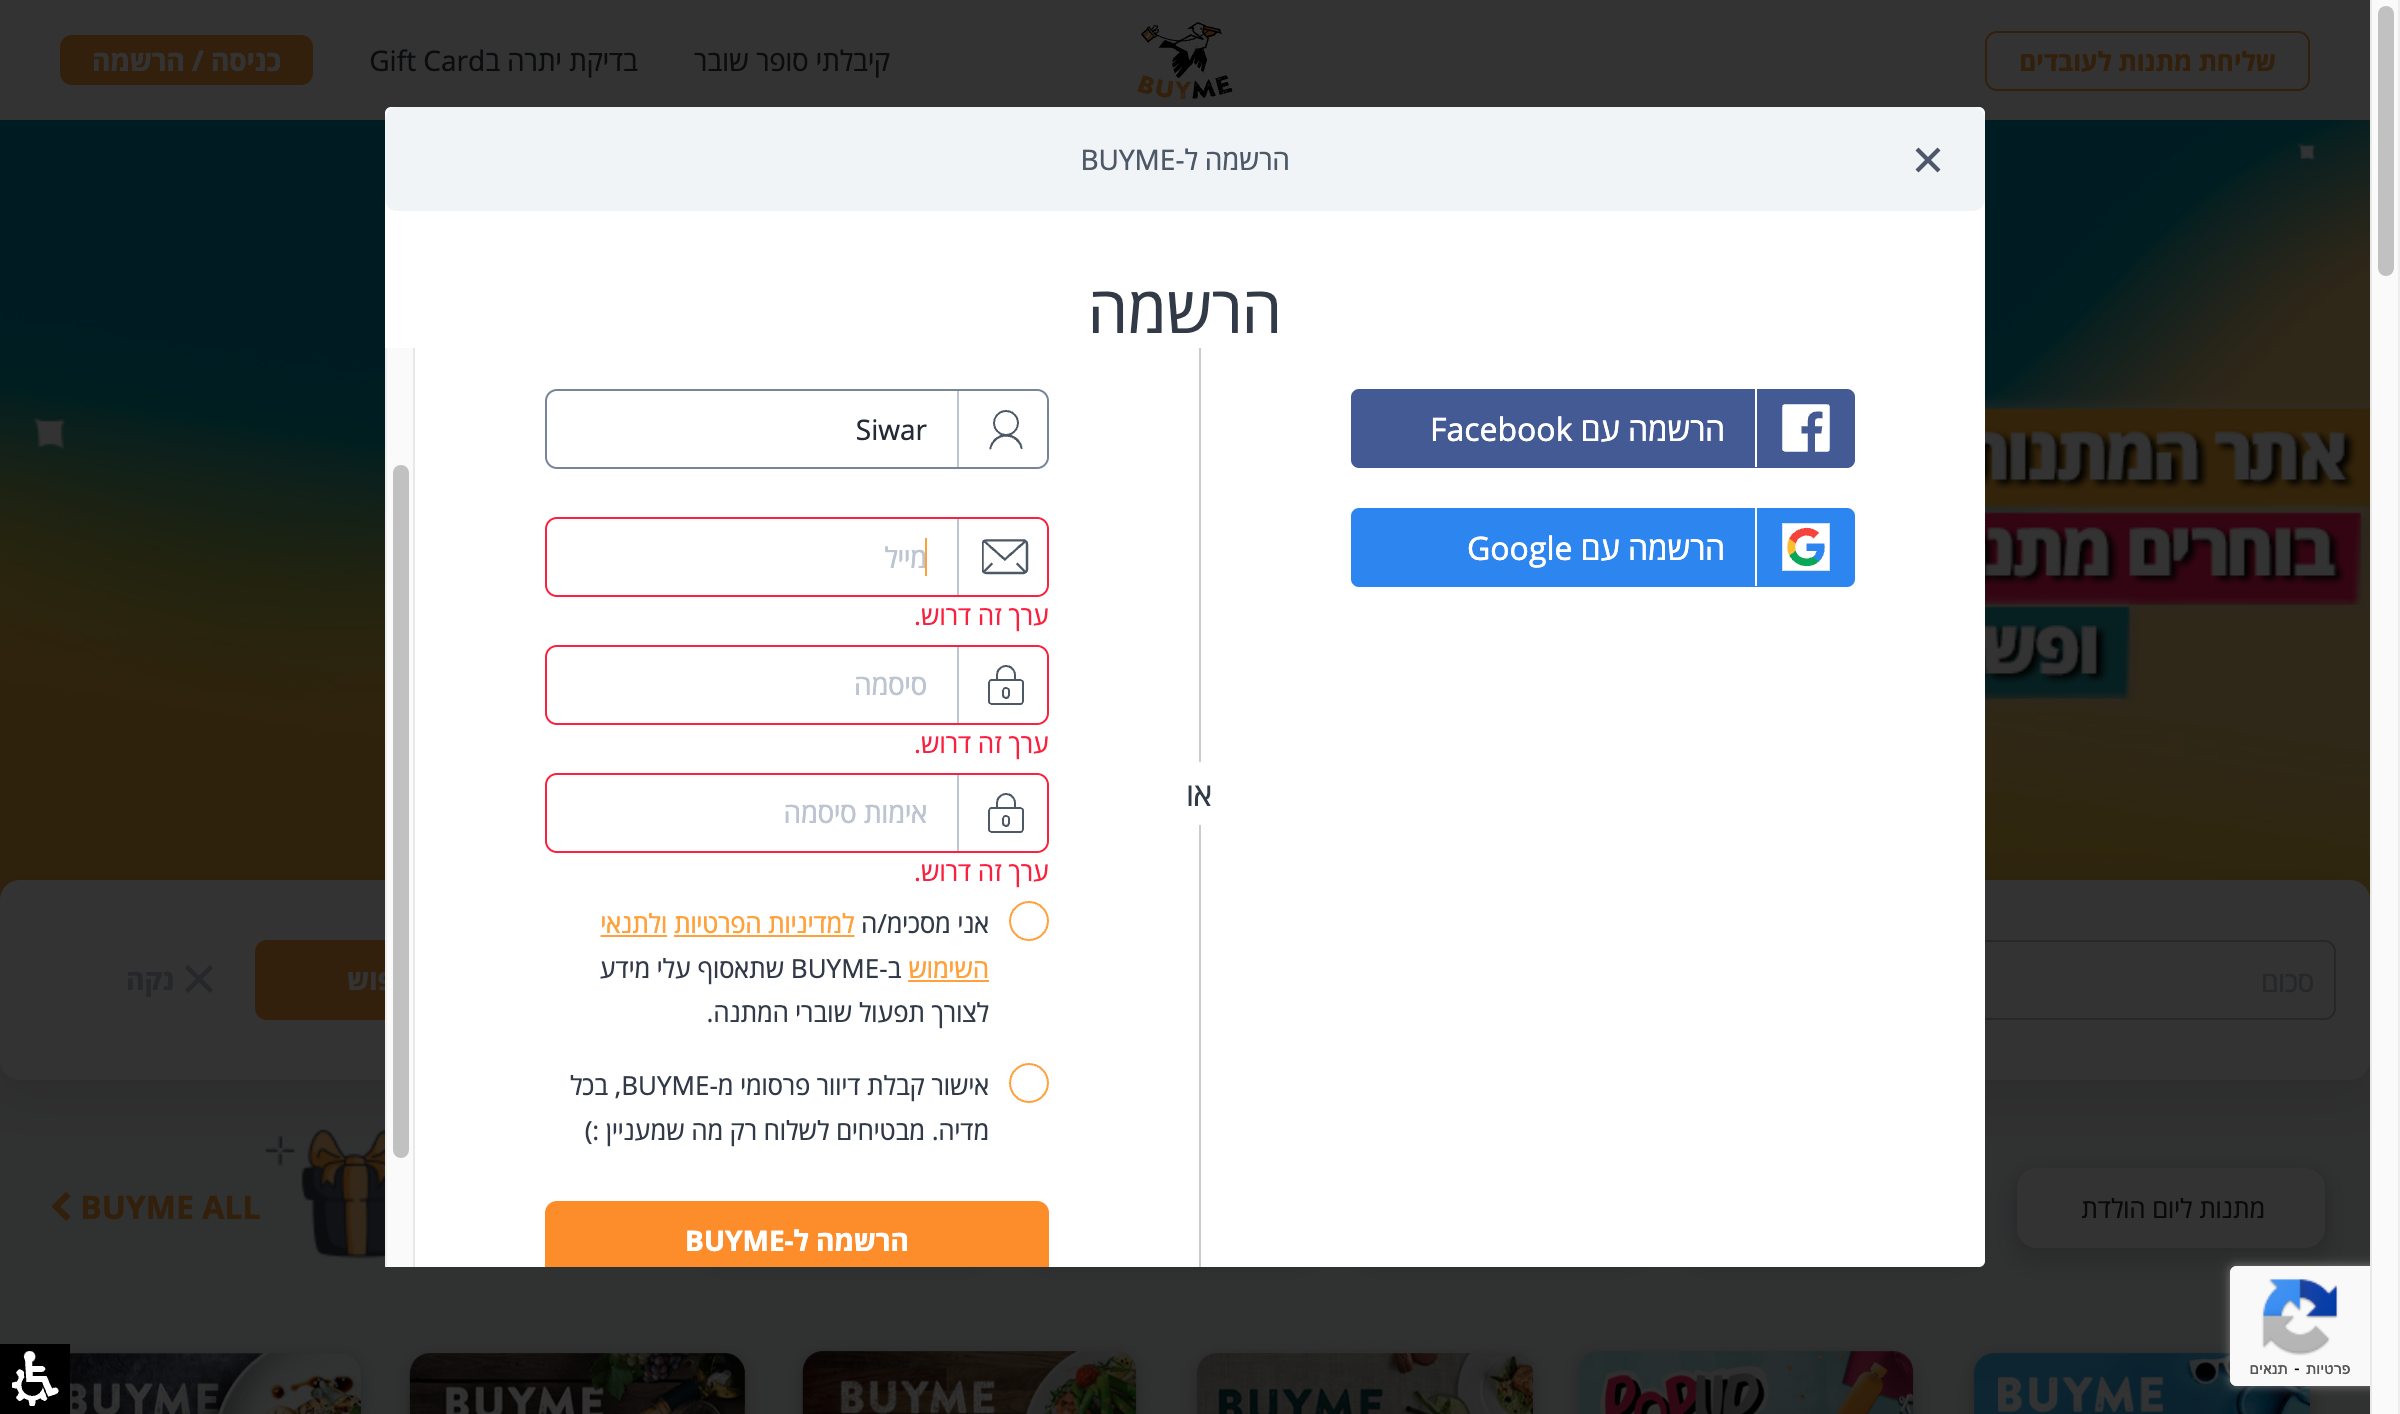 שליחת מתנות לעובדים
BUYME
קיבלתי סופר שובר
בדיקת יתרה בGift Card
כניסה / הרשמה
הרשמה ל-BUYME
הרשמה
הרשמה עם Facebook
הרשמה עם Google
או
Siwar
מייל
ערך זה דרוש.
סיסמה
ערך זה דרוש.
אימות סיסמה
ערך זה דרוש.
אני מסכימ/ה למדיניות הפרטיות ולתנאי
השימוש ב-BUYME שתאסוף עלי מידע
לצורך תפעול שוברי המתנה.
אישור קבלת דיוור פרסומי מ-BUYME, בכל
מדיה. מבטיחים לשלוח רק מה שמעניין :)
הרשמה ל-BUYME
אתר המתנות
בוחרים מתנ
ופש
סכום
נקה
מתנות ליום הולדת
BUYME ALL
BUYME
BUYME
BUYME
BUYME
POPUP
BUYME
פרטיות - תנאים